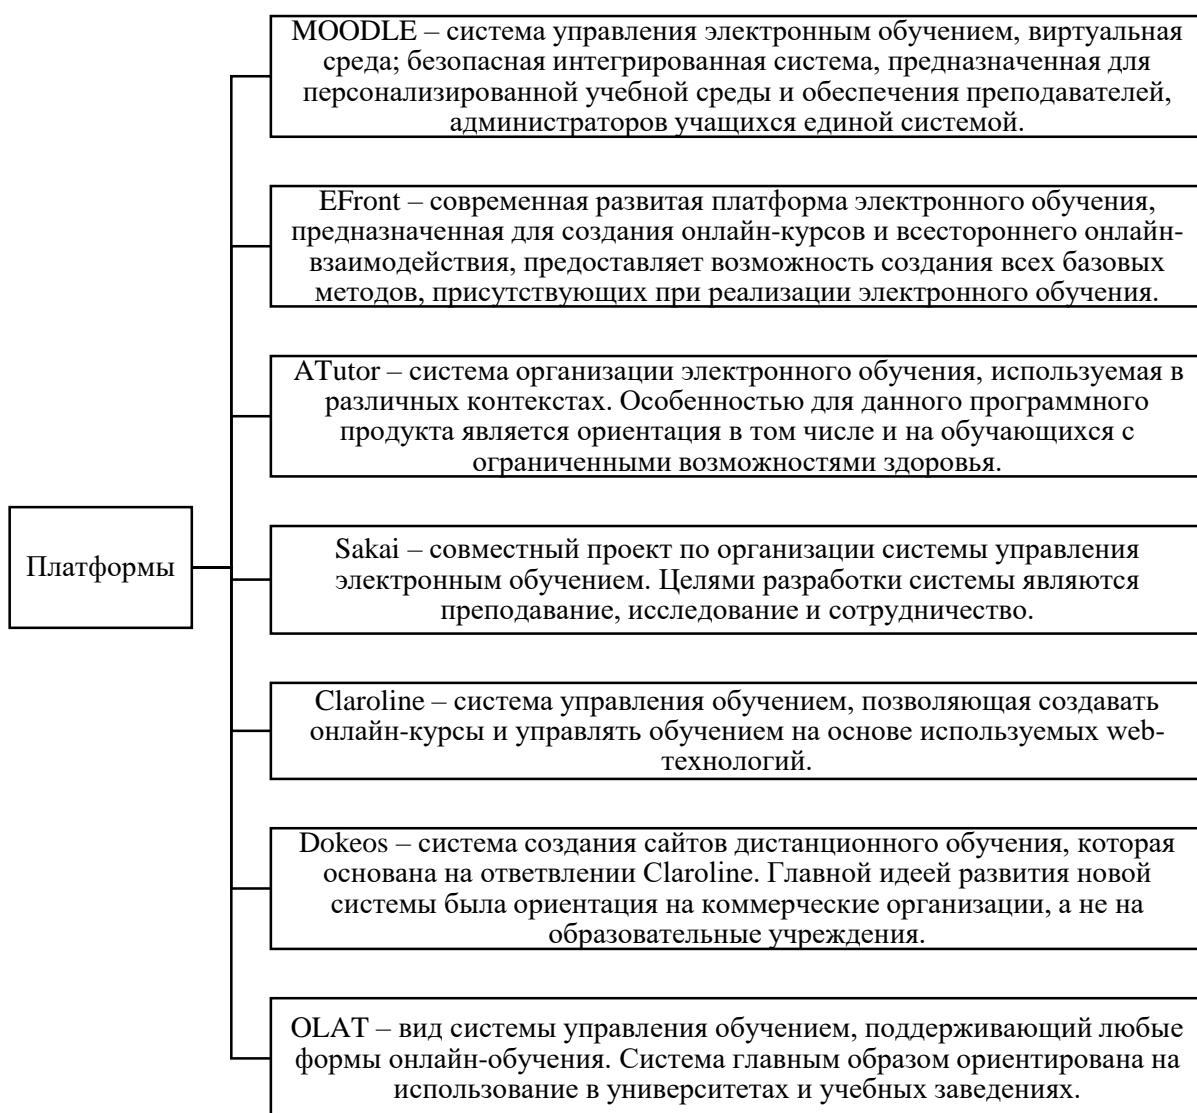 MOODLE – система управления электронным обучением, виртуальная
среда; безопасная интегрированная система, предназначенная для
персонализированной учебной среды и обеспечения преподавателей,
администраторов учащихся единой системой.
EFront – современная развитая платформа электронного обучения,
предназначенная для создания онлайн-курсов и всестороннего онлайн-
взаимодействия, предоставляет возможность создания всех базовых
методов, присутствующих при реализации электронного обучения.
ATutor – система организации электронного обучения, используемая в
различных контекстах. Особенностью для данного программного
продукта является ориентация в том числе и на обучающихся с
ограниченными возможностями здоровья.
Платформы
Sakai – совместный проект по организации системы управления
электронным обучением. Целями разработки системы являются
преподавание, исследование и сотрудничество.
Claroline – система управления обучением, позволяющая создавать
онлайн-курсы и управлять обучением на основе используемых web-
технологий.
Dokeos – система создания сайтов дистанционного обучения, которая
основана на ответвлении Claroline. Главной идеей развития новой
системы была ориентация на коммерческие организации, а не на
образовательные учреждения.
OLAT – вид системы управления обучением, поддерживающий любые
формы онлайн-обучения. Система главным образом ориентирована на
использование в университетах и учебных заведениях.